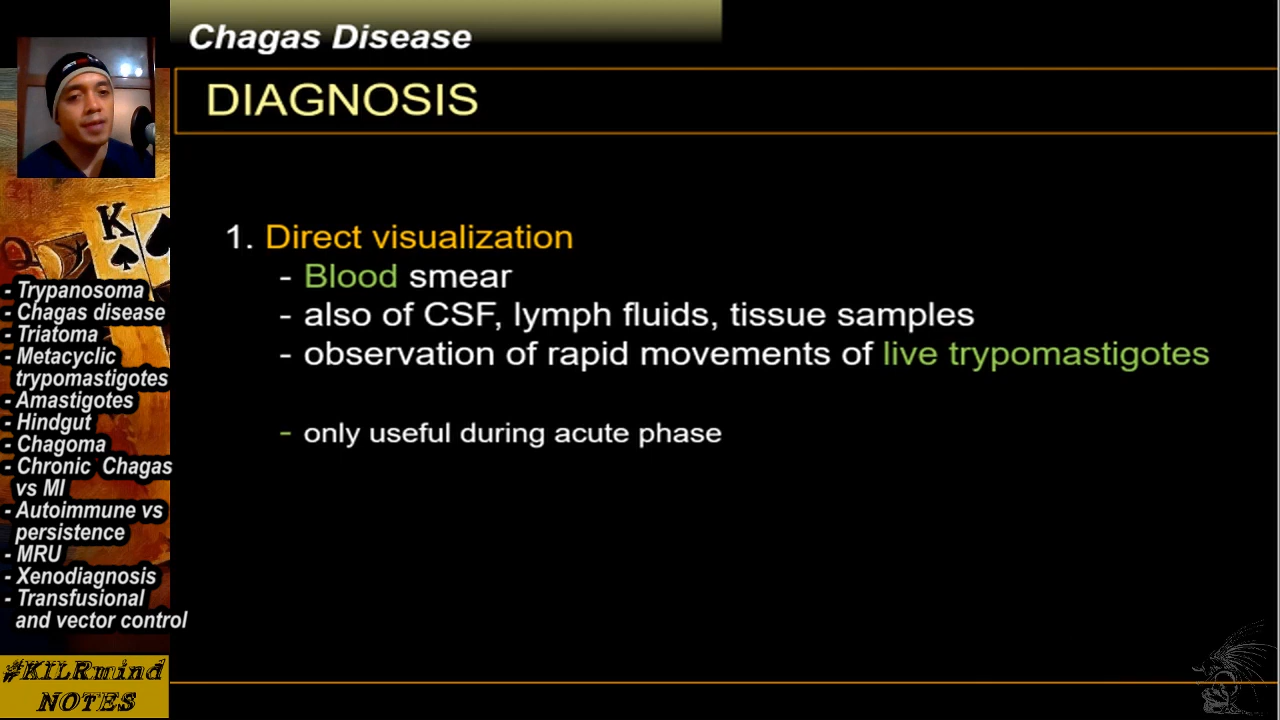 Chagas Disease
DIAGNOSIS
1. Direct visualization
- Blood smear
- also of CSF, lymph fluids, tissue samples
- observation of rapid movements of live trypomastigotes
- only useful during acute phase
K
- Trypanosoma
- Chagas disease
- Triatoma
- Metacyclic
trypomastigotes
- Amastigotes
- Hindgut
- Chagoma
- Chronic Chagas
vs MI
- Autoimmune vs
persistence
- MRU
- Xenodiagnosis
- Transfusional
and vector control
#KILRmind
NOTES